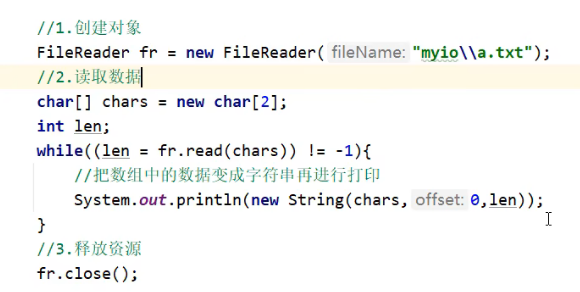 //1.创建对象
FileReader fr = new FileReader( fileName: "myio\\a.txt");
//2.读取数据
char[] chars = new char[2];
int len;
while((len = fr.read(chars)) != -1){
//把数组中的数据变成字符串再进行打印
System.out.println(new String(chars, offset: 0,len));
}
//3.释放资源
fr.close();